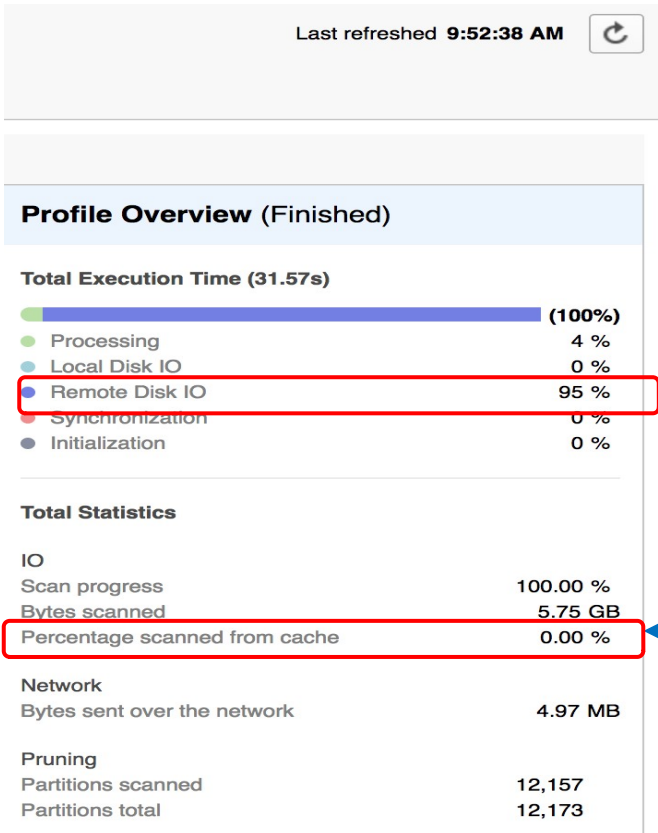 Last refreshed 9:52:38 AM
Profile Overview (Finished)
Total Execution Time (31.57s)
(100%)
Processing 4 %
Local Disk IO 0 %
Remote Disk IO 95 %
Synchronization 0 %
Initialization 0 %
Total Statistics
IO
Scan progress 100.00 %
Bytes scanned 5.75 GB
Percentage scanned from cache 0.00 %
Network
Bytes sent over the network 4.97 MB
Pruning
Partitions scanned 12,157
Partitions total 12,173